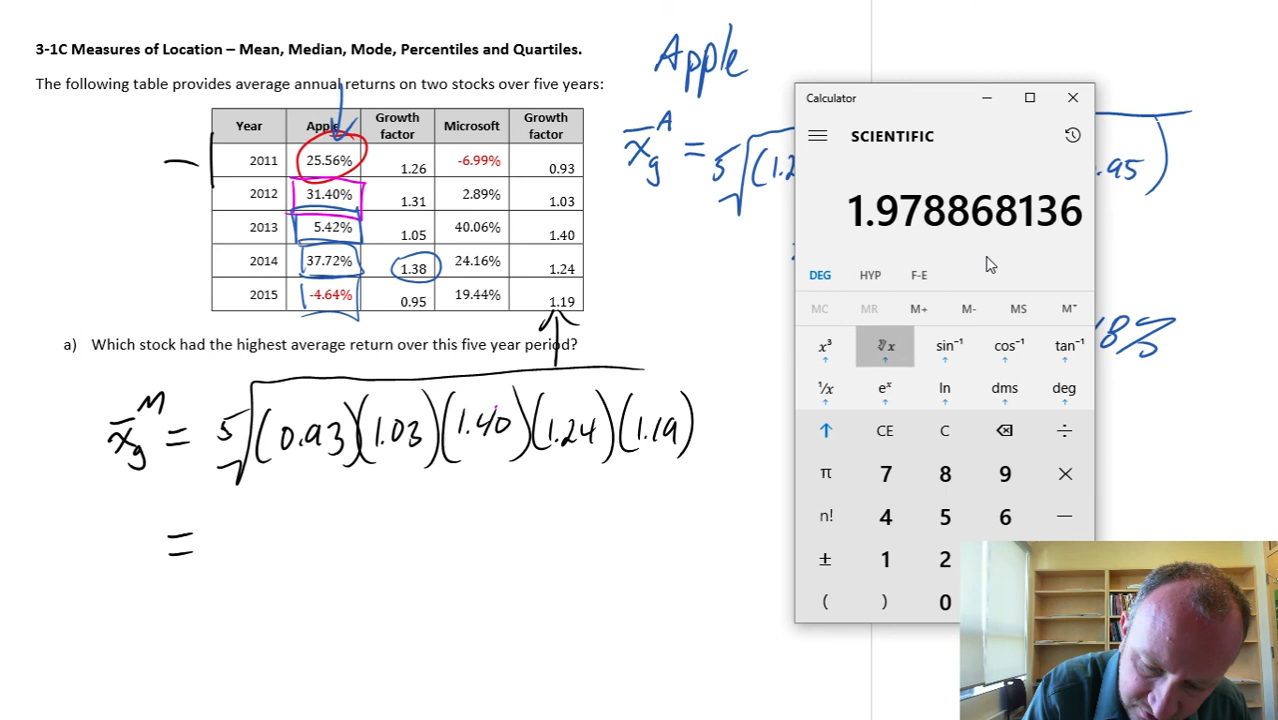 3-1C Measures of Location – Mean, Median, Mode, Percentiles and Quartiles.
The following table provides average annual returns on two stocks over five years:
Year Apple Growth factor Microsoft Growth factor
2011 25.56% 1.26 -6.99% 0.93
2012 31.40% 1.31 2.89% 1.03
2013 5.42% 1.05 40.06% 1.40
2014 37.72% 1.38 24.16% 1.24
2015 -4.64% 0.95 19.44% 1.19
a) Which stock had the highest average return over this five year period?
x̄g^M = 5√(0.93)(1.03)(1.40)(1.24)(1.19)
=
Apple
x̄g^A = 5√(1.2 .95)
8%
Calculator
SCIENTIFIC
1.978868136
DEG HYP F-E
MC MR M+ M- MS M˅
x³ ʸ√x sin⁻¹ cos⁻¹ tan⁻¹
¹/x eˣ ln dms deg
↑ CE C ⌫ ÷
π 7 8 9 ×
n! 4 5 6 —
± 1 2
( ) 0